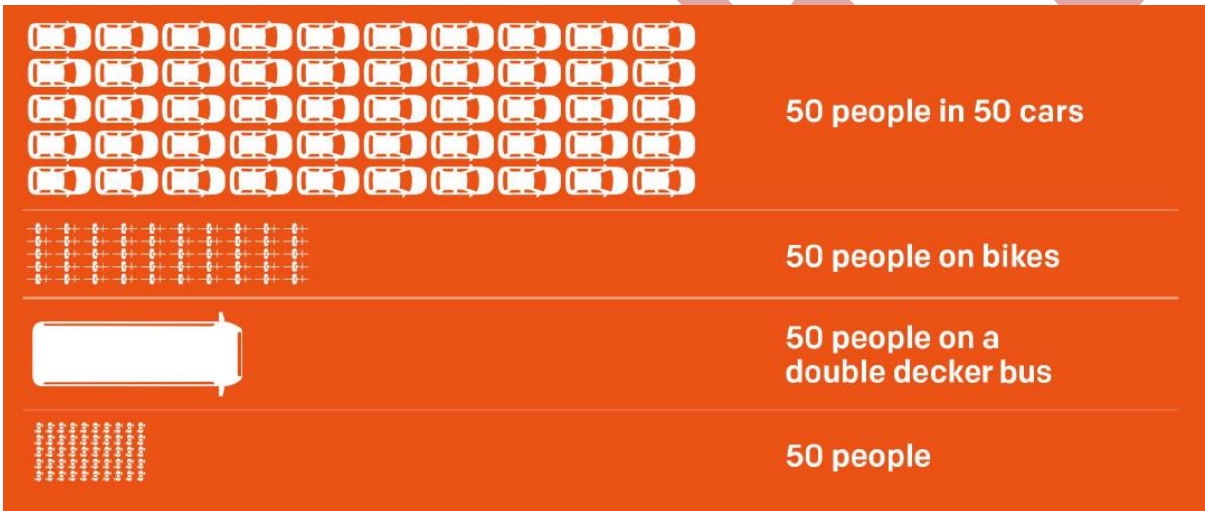 50 people in 50 cars
50 people on bikes
50 people on a
double decker bus
50 people